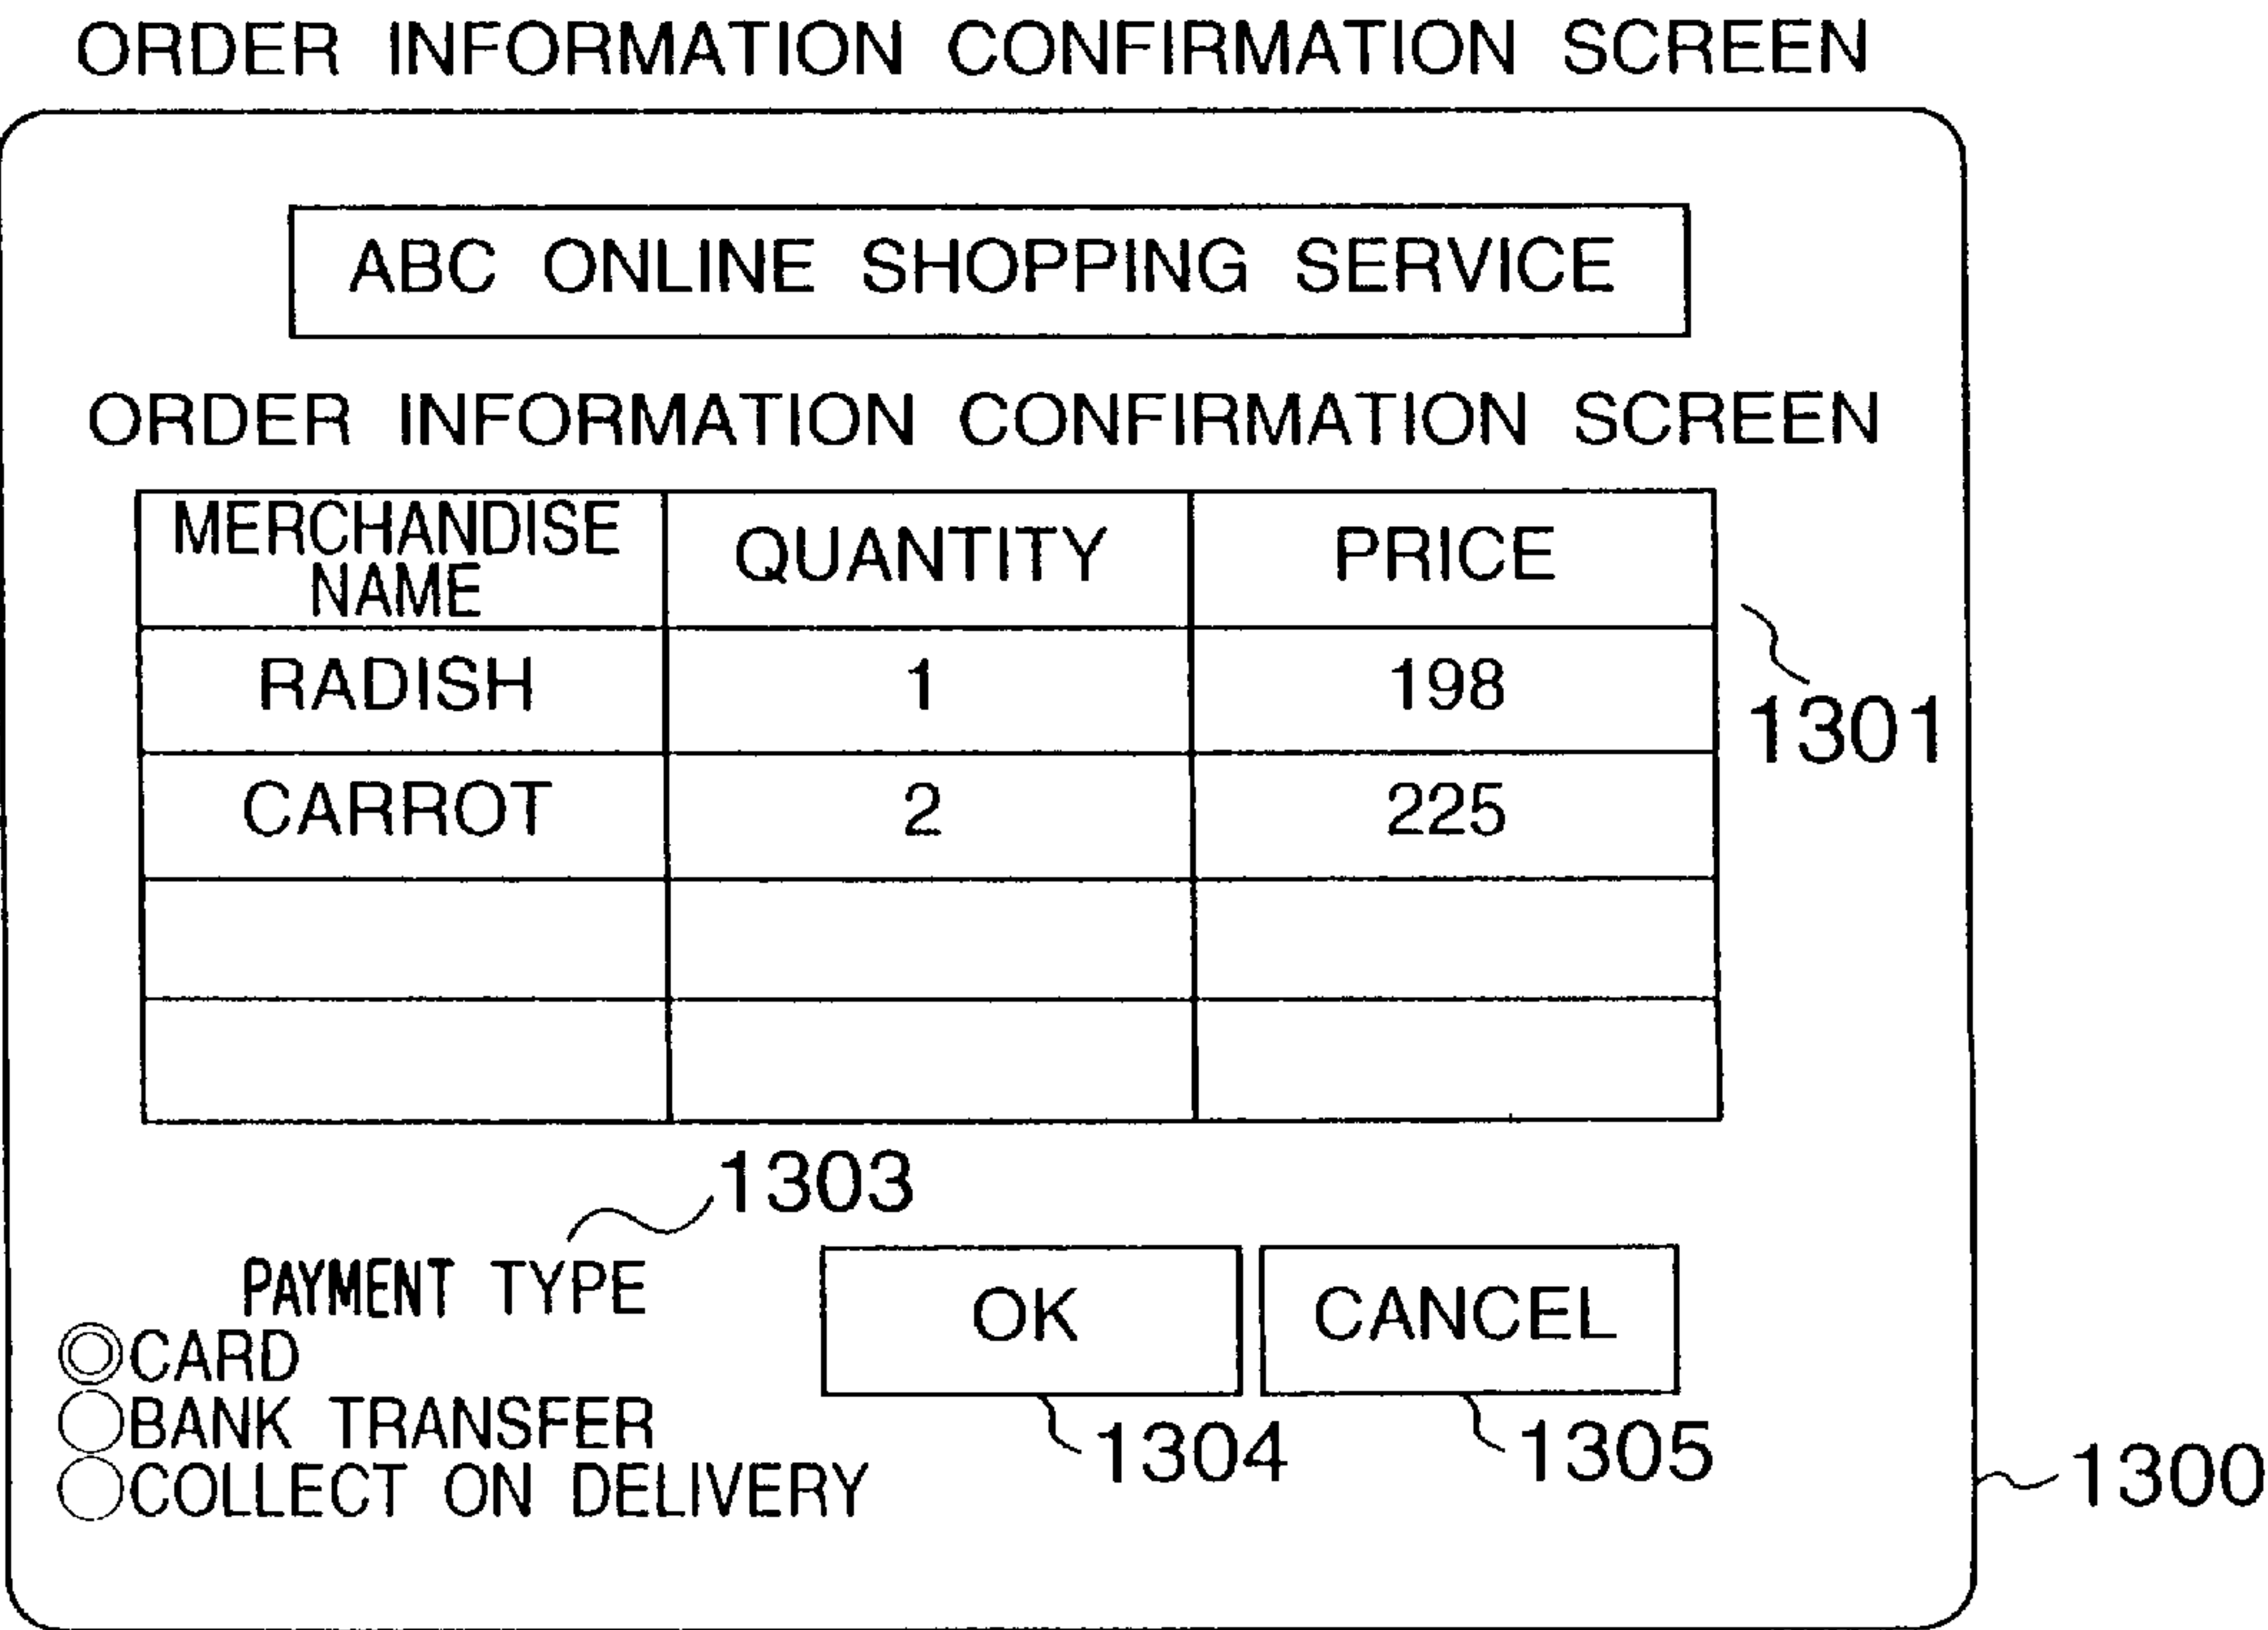 ORDER INFORMATION CONFIRMATION SCREEN
ABC ONLINE SHOPPING SERVICE
ORDER INFORMATION CONFIRMATION SCREEN
MERCHANDISE NAME QUANTITY PRICE
RADISH 1 198
1301
CARROT 2 225
1303
PAYMENT TYPE
OK CANCEL
CARD
BANK TRANSFER
1304 1305
COLLECT ON DELIVERY
1300